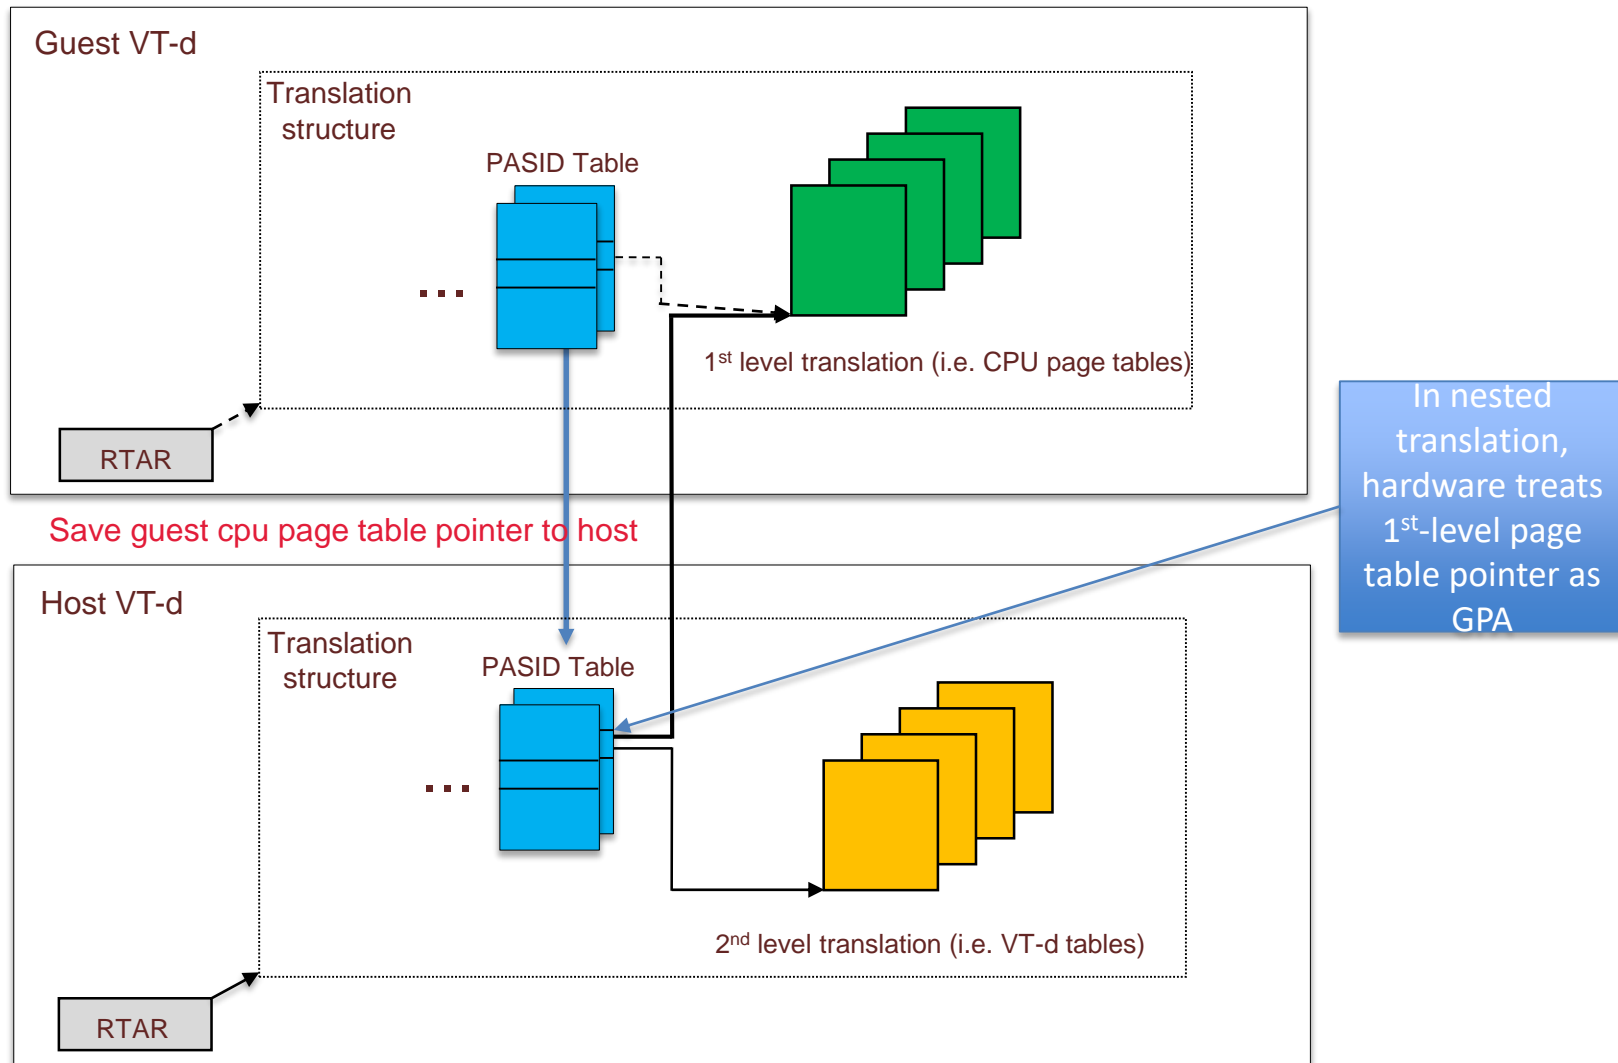 Guest VT-d
Translation
structure
PASID Table
...
1st level translation (i.e. CPU page tables)
RTAR
Save guest cpu page table pointer to host
In nested
translation,
hardware treats
1st-level page
table pointer as
GPA
Host VT-d
Translation
structure
PASID Table
...
2nd level translation (i.e. VT-d tables)
RTAR